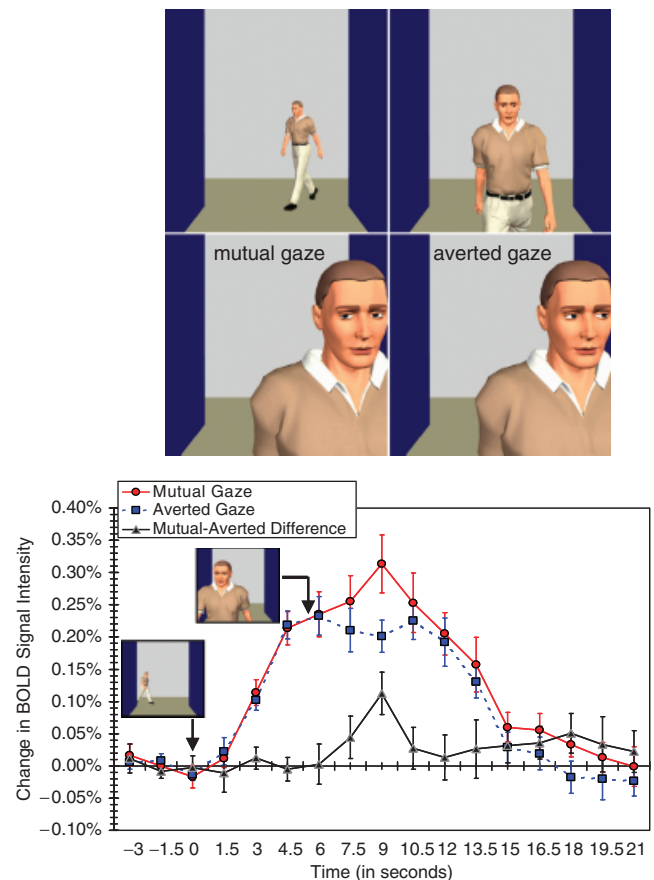 mutual gaze
averted gaze
Mutual Gaze
Averted Gaze
Mutual-Averted Difference
Change in BOLD Signal Intensity
0.40%
0.35%
0.30%
0.25%
0.20%
0.15%
0.10%
0.05%
0.00%
−0.05%
−0.10%
−3 −1.5 0 1.5 3 4.5 6 7.5 9 10.5 12 13.5 15 16.5 18 19.5 21
Time (in seconds)